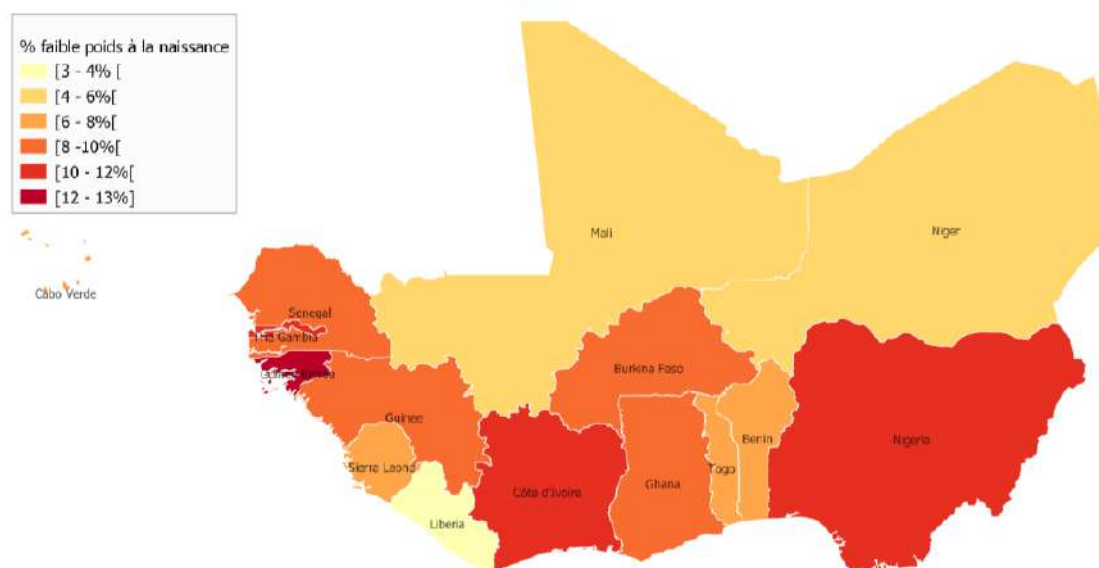 % faible poids à la naissance
[3 - 4% [
[4 - 6%[
[6 - 8%[
[8 -10%[
[10 - 12%[
[12 - 13%]
Mali
Niger
Cabo Verde
Senegal
The Gambia
Burkina Faso
Guinee
Benin
Nigeria
Sierra Leone
Togo
Ghana
Côte d'Ivoire
Liberia